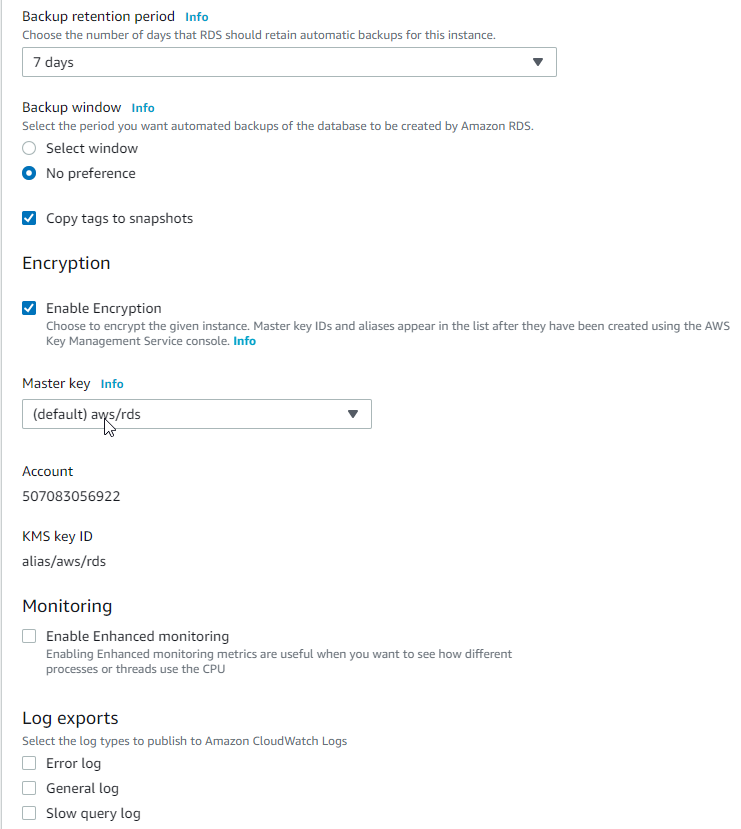 Backup retention period Info
Choose the number of days that RDS should retain automatic backups for this instance.
7 days
Backup window Info
Select the period you want automated backups of the database to be created by Amazon RDS.
Select window
No preference
Copy tags to snapshots
Encryption
Enable Encryption
Choose to encrypt the given instance. Master key IDs and aliases appear in the list after they have been created using the AWS
Key Management Service console. Info
Master key Info
(default) aws/rds
Account
507083056922
KMS key ID
alias/aws/rds
Monitoring
Enable Enhanced monitoring
Enabling Enhanced monitoring metrics are useful when you want to see how different
processes or threads use the CPU
Log exports
Select the log types to publish to Amazon CloudWatch Logs
Error log
General log
Slow query log